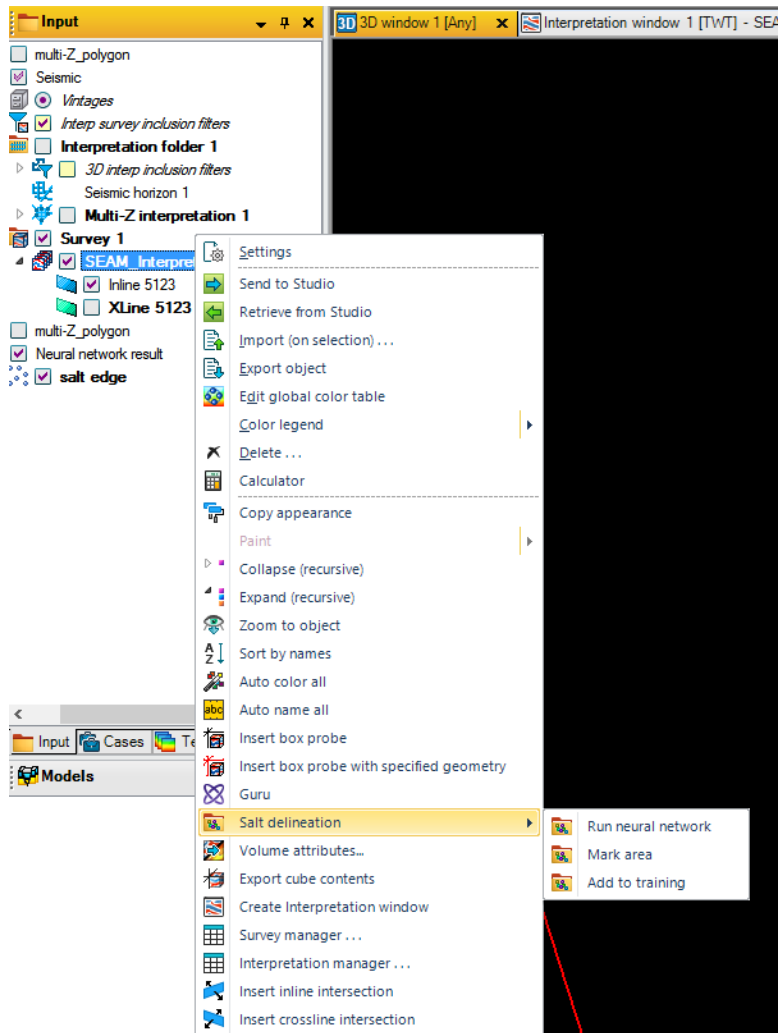 Input
3D 3D window 1 [Any]
Interpretation window 1 [TWT] - SEA
multi-Z_polygon
Seismic
Vintages
Interp survey inclusion filters
Interpretation folder 1
3D interp inclusion filters
Seismic horizon 1
Multi-Z interpretation 1
Survey 1
SEAM_Interpre
Inline 5123
XLine 5123
multi-Z_polygon
Neural network result
salt edge
Input
Cases
Te
Models
Settings
Send to Studio
Retrieve from Studio
Import (on selection) ...
Export object
Edit global color table
Color legend
Delete ...
Calculator
Copy appearance
Paint
Collapse (recursive)
Expand (recursive)
Zoom to object
A Z Sort by names
Auto color all
abc Auto name all
Insert box probe
Insert box probe with specified geometry
Guru
Salt delineation
Volume attributes...
Export cube contents
Create Interpretation window
Survey manager ...
Interpretation manager ...
Insert inline intersection
Insert crossline intersection
Run neural network
Mark area
Add to training